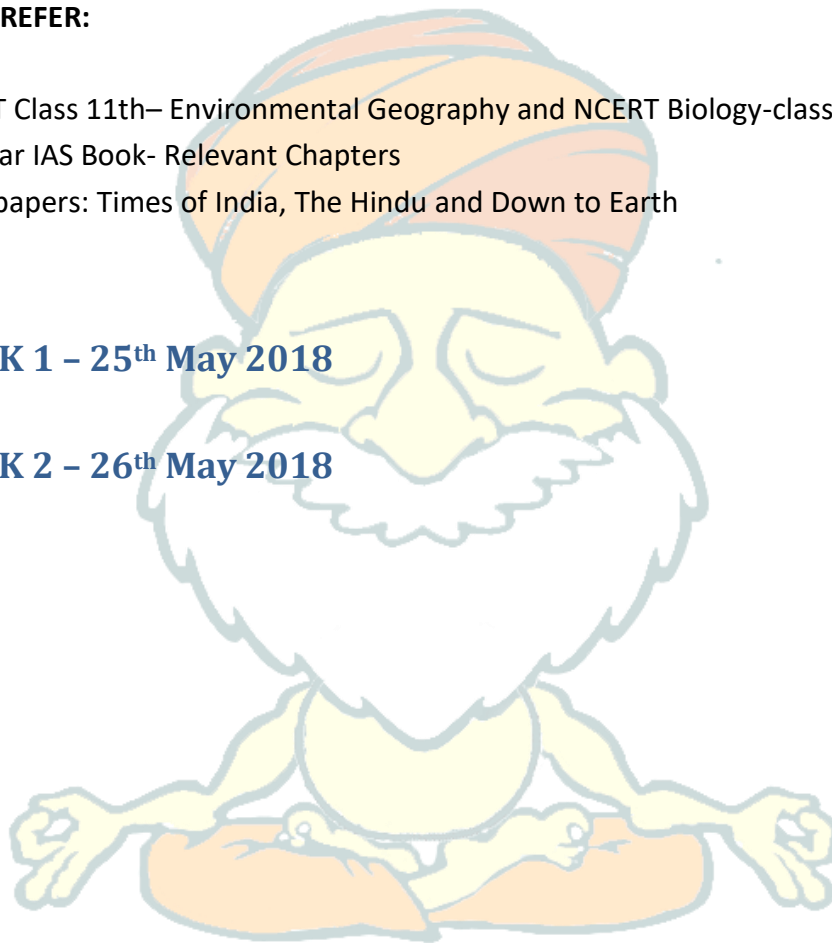 REFER:
T Class 11th– Environmental Geography and NCERT Biology-class
ar IAS Book- Relevant Chapters
papers: Times of India, The Hindu and Down to Earth
K 1 – 25th May 2018
K 2 – 26th May 2018